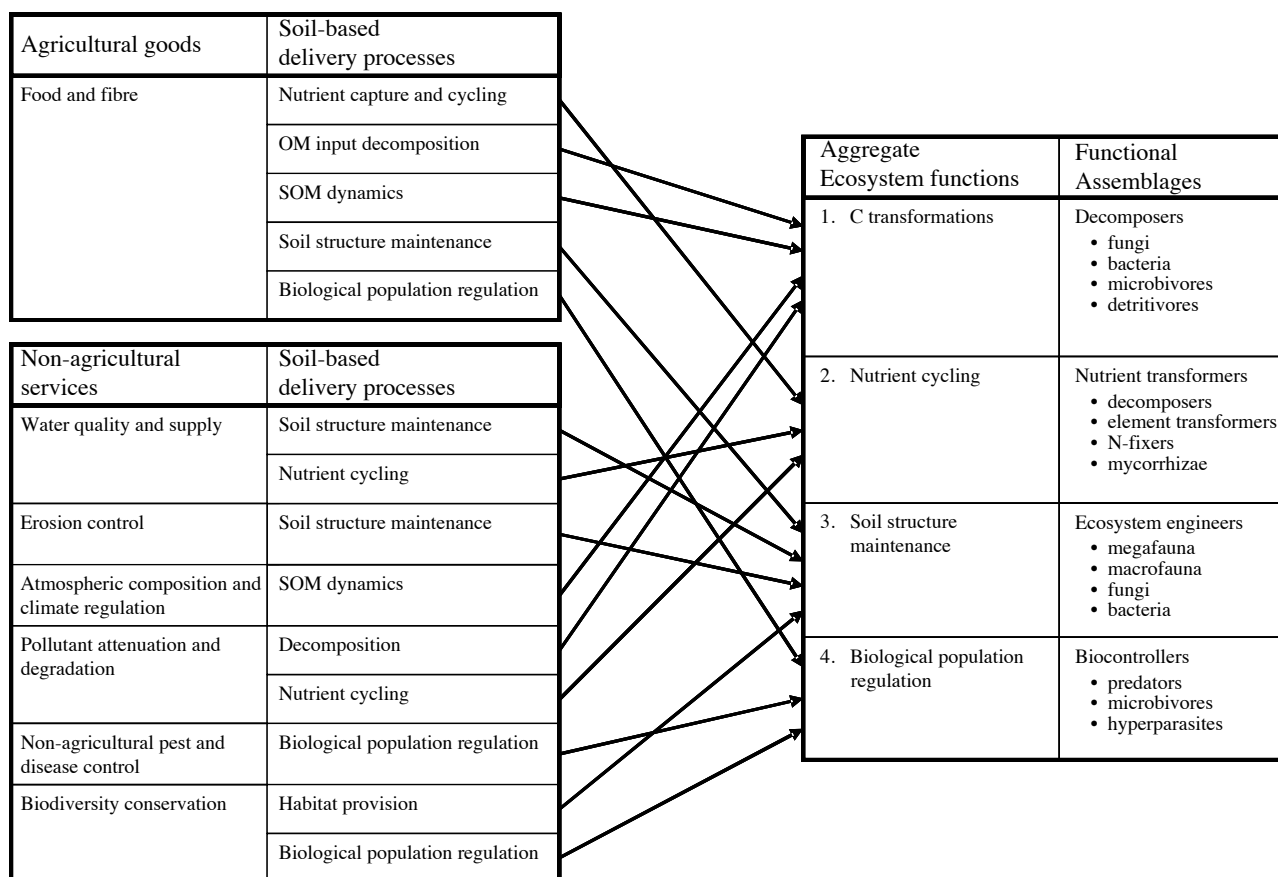 Agricultural goods
Soil-based
delivery processes
Food and fibre
Nutrient capture and cycling
OM input decomposition
SOM dynamics
Soil structure maintenance
Biological population regulation
Non-agricultural
services
Soil-based
delivery processes
Water quality and supply
Soil structure maintenance
Nutrient cycling
Erosion control
Soil structure maintenance
Atmospheric composition and
climate regulation
SOM dynamics
Pollutant attenuation and
degradation
Decomposition
Nutrient cycling
Non-agricultural pest and
disease control
Biological population regulation
Biodiversity conservation
Habitat provision
Biological population regulation
Aggregate
Ecosystem functions
Functional
Assemblages
1. C transformations
Decomposers
• fungi
• bacteria
• microbivores
• detritivores
2. Nutrient cycling
Nutrient transformers
• decomposers
• element transformers
• N-fixers
• mycorrhizae
3. Soil structure
maintenance
Ecosystem engineers
• megafauna
• macrofauna
• fungi
• bacteria
4. Biological population
regulation
Biocontrollers
• predators
• microbivores
• hyperparasites